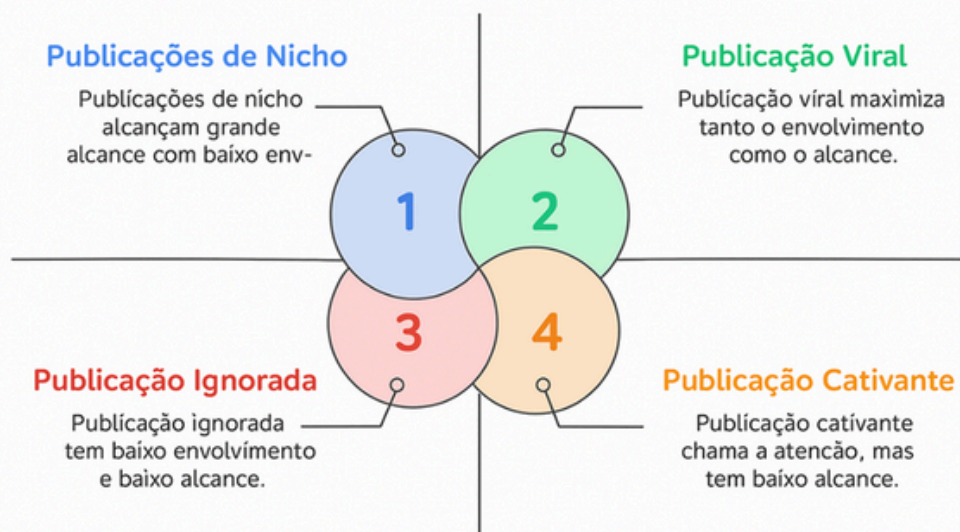 Publicações de Nicho
Publicações de nicho
alcançam grande
alcance com baixo env-
Publicação Viral
Publicação viral maximiza
tanto o envolvimento
como o alcance.
1
2
3
4
Publicação Ignorada
Publicação ignorada
tem baixo envolvimento
e baixo alcance.
Publicação Cativante
Publicação cativante
chama a atencão, mas
tem baixo alcance.